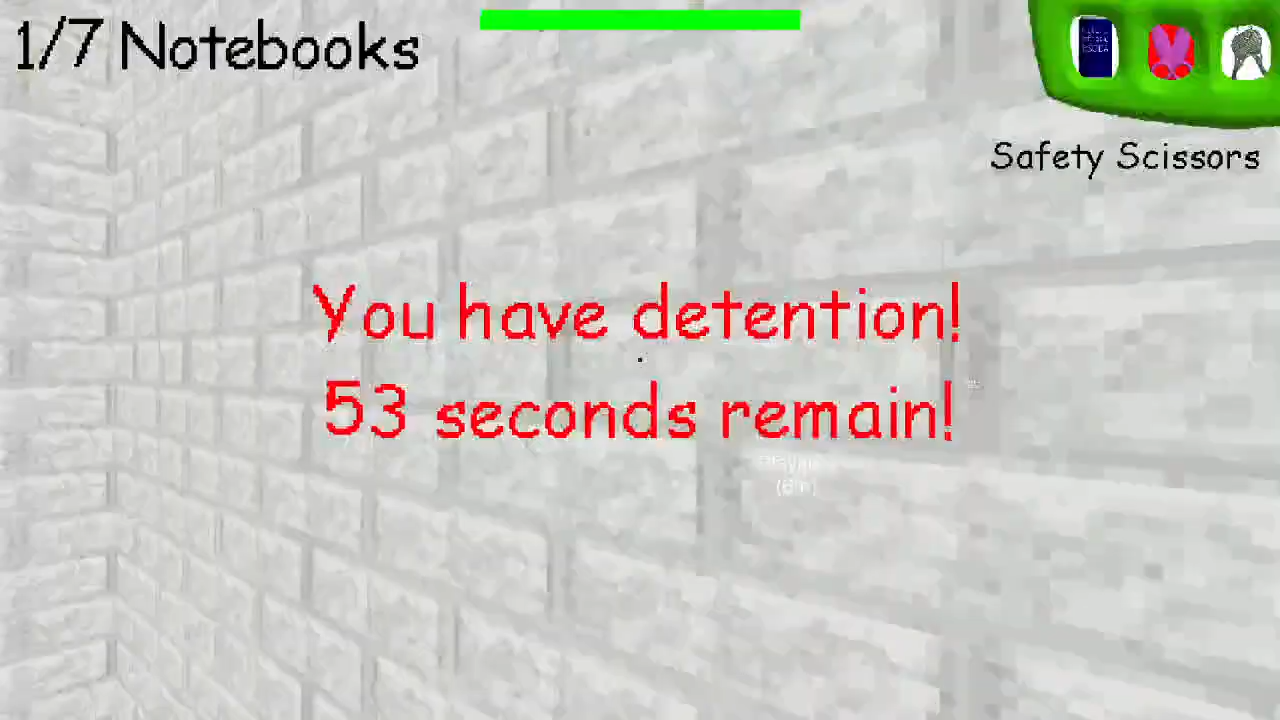 1/7 Notebooks
Safety Scissors
You have detention!
53 seconds remain!